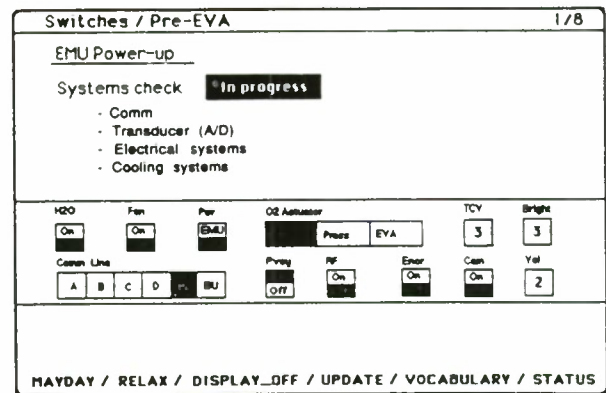 Switches / Pre-EVA 1/8
EMU Power-up
Systems check In progress
- Comm
- Transducer (A/D)
- Electrical systems
- Cooling systems
H2O Fan Pwr O2 Actuator TCV Bright
On On EMU Press EVA 3 3
Comm Line RF Cam Vol
A B C D BU Off On On On 2
MAYDAY / RELAX / DISPLAY_OFF / UPDATE / VOCABULARY / STATUS